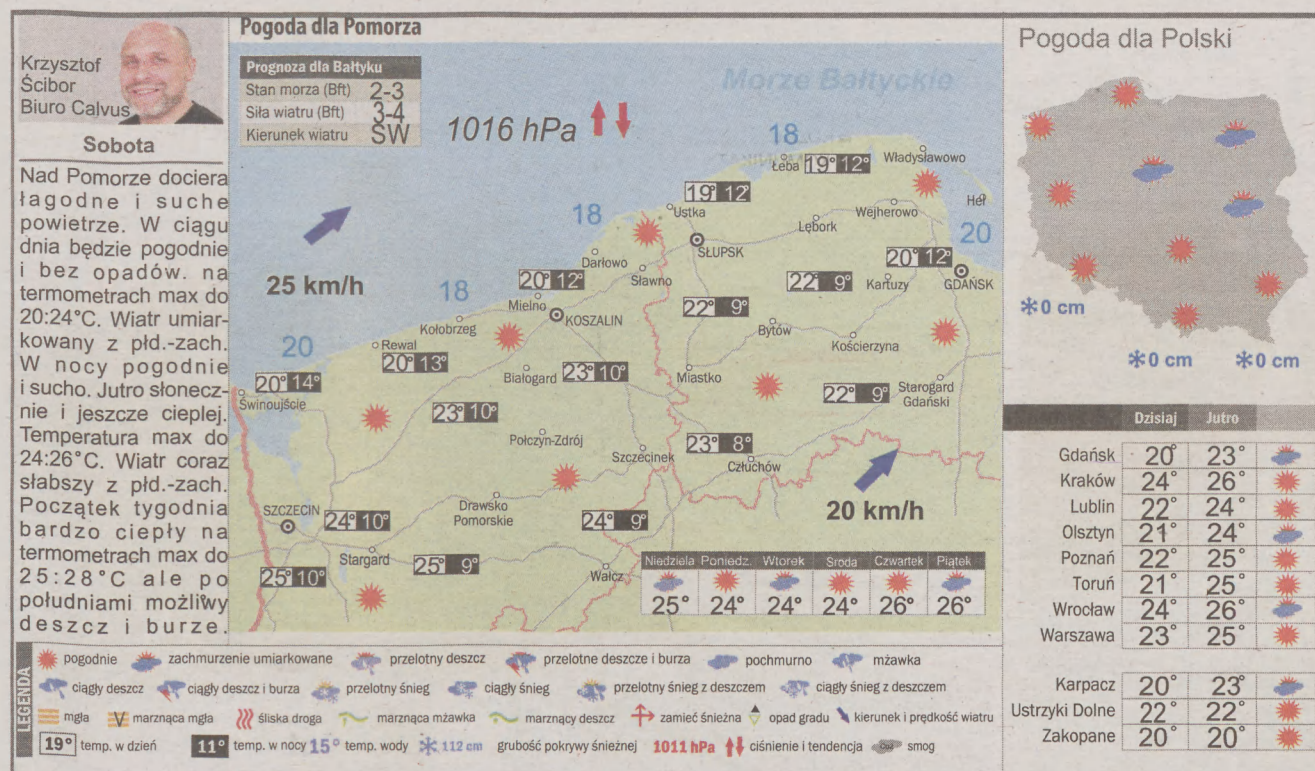 Krzysztof
Ścibor
Biuro Calvus
Sobota
Nad Pomorze dociera
łagodne i suche
powietrze. W ciągu
dnia będzie pogodnie
i bez opadów. na
termometrach max do
20:24°C. Wiatr umiar-
kowany z płd.-zach.
W nocy pogodnie
i sucho. Jutro słonecz-
nie i jeszcze cieplej.
Temperatura max do
24:26°C. Wiatr coraz
słabszy z płd.-zach.
Początek tygodnia
bardzo ciepły na
termometrach max do
25:28°C ale po
południami możliwy
deszcz i burze.
Pogoda dla Pomorza
Prognoza dla Bałtyku
Stan morza (Bft) 2-3
Siła wiatru (Bft) 3-4
Kierunek wiatru SW
Morze Bałtyckie
1016 hPa
18
Łeba 19° 12°
Władysławowo
Hel
19° 12°
Ustka
18
Wejherowo
Lębork
20
SŁUPSK
Darłowo
Sławno
20° 12°
GDAŃSK
25 km/h
20° 12°
Mielno
22° 9°
Kartuzy
18
22° 9°
Kołobrzeg
KOSZALIN
Bytów
Kościerzyna
20
Rewal
20° 13°
Białogard
23° 10°
Miastko
20° 14°
Świnoujście
22° 9°
Starogard
Gdański
23° 10°
Połczyn-Zdrój
23° 8°
Szczecinek
Człuchów
SZCZECIN
24° 10°
Drawsko
Pomorskie
24° 9°
20 km/h
Stargard
25° 9°
25° 10°
Wałcz
Niedziela Poniedz. Wtorek Środa Czwartek Piątek
25° 24° 24° 24° 26° 26°
Pogoda dla Polski
0 cm
0 cm 0 cm
Dzisiaj Jutro
Gdańsk 20° 23°
Kraków 24° 26°
Lublin 22° 24°
Olsztyn 21° 24°
Poznań 22° 25°
Toruń 21° 25°
Wrocław 24° 26°
Warszawa 23° 25°
Karpacz 20° 23°
Ustrzyki Dolne 22° 22°
Zakopane 20° 20°
LEGENDA
pogodnie zachmurzenie umiarkowane przelotny deszcz przelotne deszcze i burza pochmurno mżawka
ciągły deszcz ciągły deszcz i burza przelotny śnieg ciągły śnieg przelotny śnieg z deszczem ciągły śnieg z deszczem
mgła marznąca mgła śliska droga marznąca mżawka marznący deszcz zamieć śnieżna opad gradu kierunek i prędkość wiatru
19° temp. w dzień 11° temp. w nocy 15° temp. wody 112 cm grubość pokrywy śnieżnej 1011 hPa ciśnienie i tendencja smog